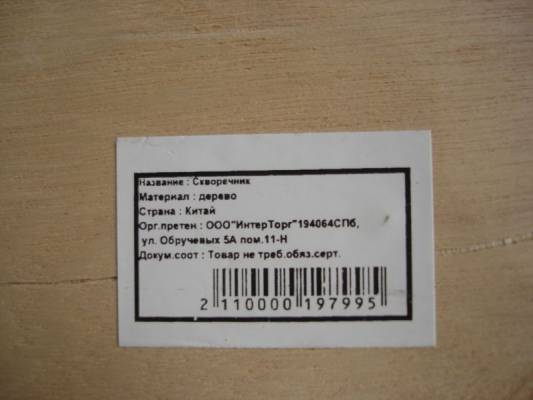 Название : Скворечник
Материал : дерево
Страна : Китай
Орг.претен : ООО"ИнтерТорг"194064СПб,
ул. Обручевых 5А пом.11-Н
Докум.соот : Товар не треб.обяз.серт.
2 110000 197995